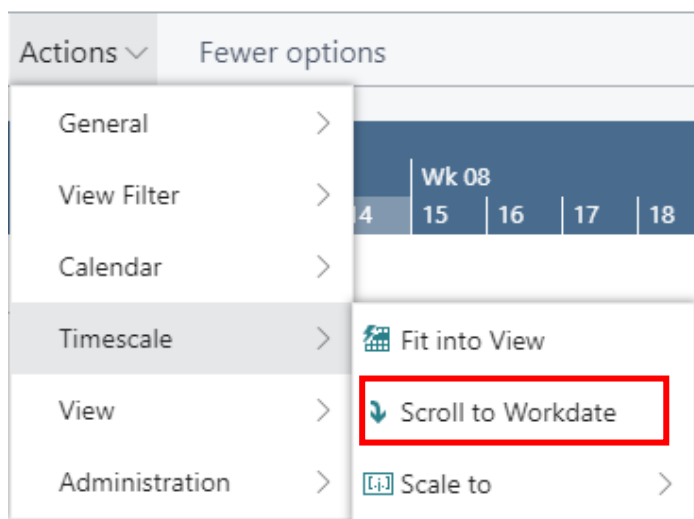 Actions Fewer options
General
View Filter
Wk 08
14 15 16 17 18
Calendar
Timescale
Fit into View
View
Scroll to Workdate
Administration
Scale to